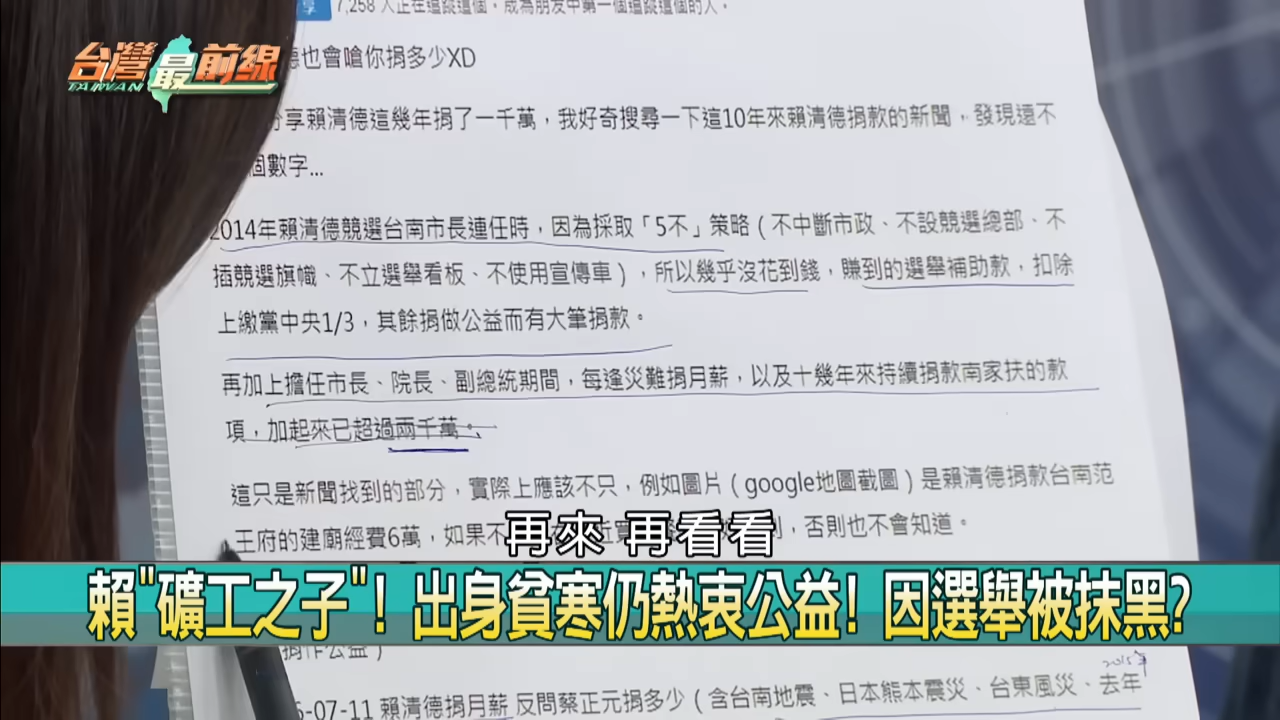 享 7,258 人正在追蹤這個。成為朋友中第一個追蹤這個的人。
台灣最前線
TAIWAN
德也會嗆你捐多少XD
分享賴清德這幾年捐了一千萬，我好奇搜尋一下這10年來賴清德捐款的新聞，發現還不
個數字...
2014年賴清德競選台南市長連任時，因為採取「5不」策略（不中斷市政、不設競選總部、不
插競選旗幟、不立選舉看板、不使用宣傳車），所以幾乎沒花到錢，賺到的選舉補助款，扣除
上繳黨中央1/3，其餘捐做公益而有大筆捐款。
再加上擔任市長、院長、副總統期間，每逢災難捐月薪，以及十幾年來持續捐款南家扶的款
項，加起來已超過兩千萬。
這只是新聞找到的部分，實際上應該不只，例如圖片（google地圖截圖）是賴清德捐款台南范
王府的建廟經費6萬，如果不
，否則也不會知道。
再來 再看看
賴"礦工之子"! 出身貧寒仍熱衷公益! 因選舉被抹黑?
捐作公益）
2015年
6-07-11 賴清德捐月薪 反問蔡正元捐多少（含台南地震、日本熊本震災、台東風災、去年